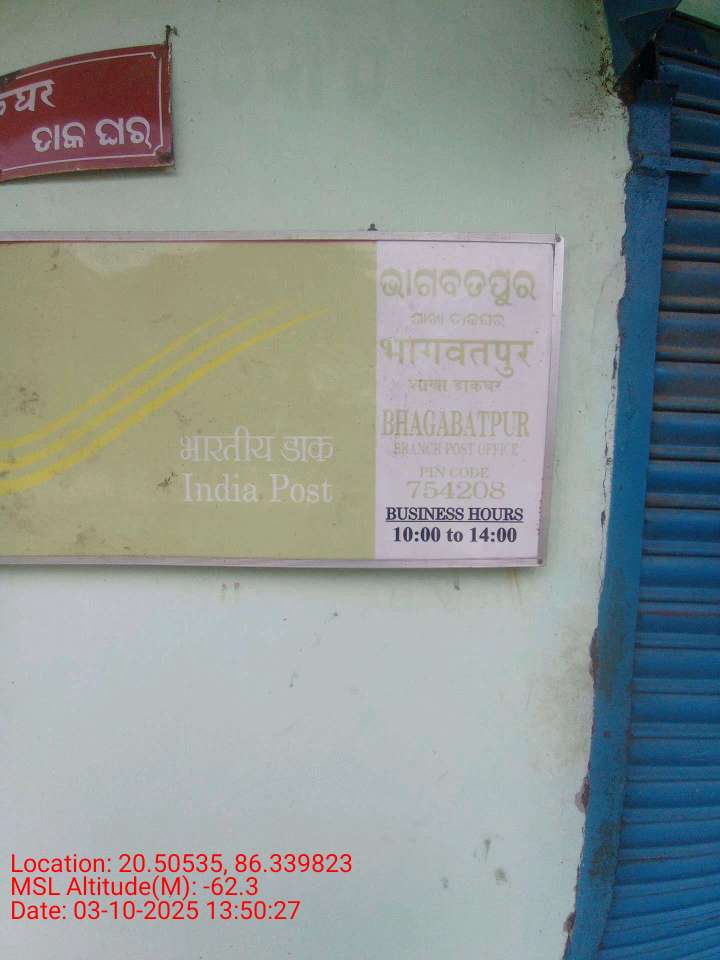 घर
ଡାକ ଘର
ଭାଗବତପୁର
ଶାଖା ଡାକଘର
भागवतपुर
शाखा डाकघर
BHAGABATPUR
BRANCH POST OFFICE
PIN CODE
754208
BUSINESS HOURS
10:00 to 14:00
भारतीय डाक
India Post
Location: 20.50535, 86.339823
MSL Altitude(M): -62.3
Date: 03-10-2025 13:50:27